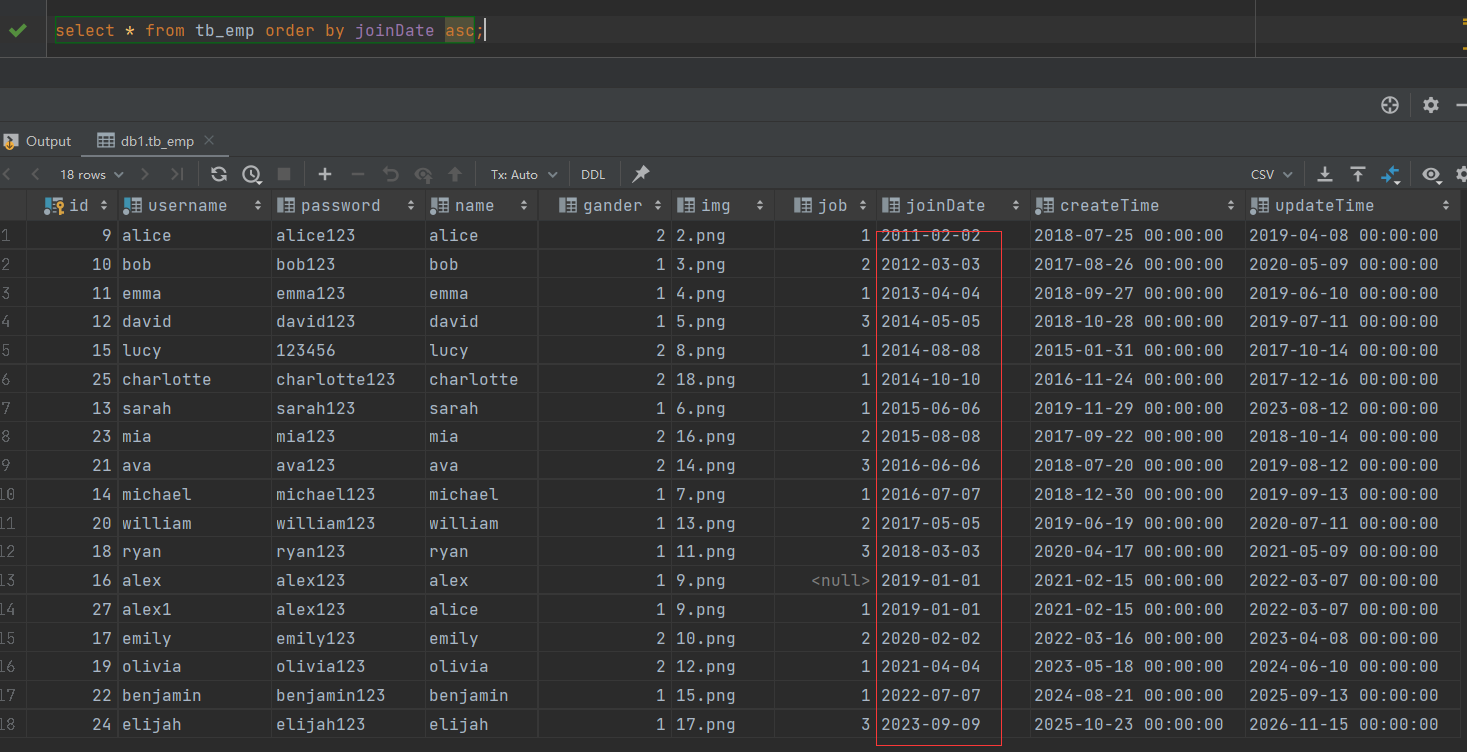 select * from tb_emp order by joinDate asc;
Output db1.tb_emp
18 rows Tx: Auto DDL CSV
id username password name gander img job joinDate createTime updateTime
1 9 alice alice123 alice 2 2.png 1 2011-02-02 2018-07-25 00:00:00 2019-04-08 00:00:00
2 10 bob bob123 bob 1 3.png 2 2012-03-03 2017-08-26 00:00:00 2020-05-09 00:00:00
3 11 emma emma123 emma 1 4.png 1 2013-04-04 2018-09-27 00:00:00 2019-06-10 00:00:00
4 12 david david123 david 1 5.png 3 2014-05-05 2018-10-28 00:00:00 2019-07-11 00:00:00
5 15 lucy 123456 lucy 2 8.png 1 2014-08-08 2015-01-31 00:00:00 2017-10-14 00:00:00
6 25 charlotte charlotte123 charlotte 2 18.png 1 2014-10-10 2016-11-24 00:00:00 2017-12-16 00:00:00
7 13 sarah sarah123 sarah 1 6.png 1 2015-06-06 2019-11-29 00:00:00 2023-08-12 00:00:00
8 23 mia mia123 mia 2 16.png 2 2015-08-08 2017-09-22 00:00:00 2018-10-14 00:00:00
9 21 ava ava123 ava 2 14.png 3 2016-06-06 2018-07-20 00:00:00 2019-08-12 00:00:00
10 14 michael michael123 michael 1 7.png 1 2016-07-07 2018-12-30 00:00:00 2019-09-13 00:00:00
11 20 william william123 william 1 13.png 2 2017-05-05 2019-06-19 00:00:00 2020-07-11 00:00:00
12 18 ryan ryan123 ryan 1 11.png 3 2018-03-03 2020-04-17 00:00:00 2021-05-09 00:00:00
13 16 alex alex123 alex 1 9.png <null> 2019-01-01 2021-02-15 00:00:00 2022-03-07 00:00:00
14 27 alex1 alex123 alice 1 9.png 1 2019-01-01 2021-02-15 00:00:00 2022-03-07 00:00:00
15 17 emily emily123 emily 2 10.png 2 2020-02-02 2022-03-16 00:00:00 2023-04-08 00:00:00
16 19 olivia olivia123 olivia 2 12.png 1 2021-04-04 2023-05-18 00:00:00 2024-06-10 00:00:00
17 22 benjamin benjamin123 benjamin 1 15.png 1 2022-07-07 2024-08-21 00:00:00 2025-09-13 00:00:00
18 24 elijah elijah123 elijah 1 17.png 3 2023-09-09 2025-10-23 00:00:00 2026-11-15 00:00:00